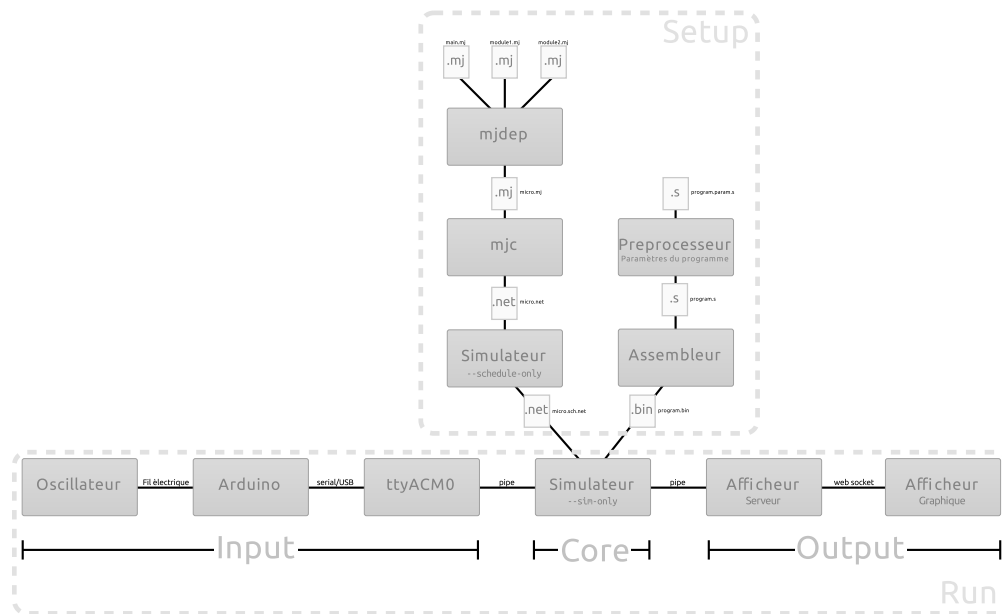 Setup
main.mj
module1.mj
module2.mj
.mj
.mj
.mj
mjdep
.mj
micro.mj
.s
program.param.s
mjc
Preprocesseur
Paramètres du programme
.net
micro.net
.s
program.s
Simulateur
--schedule-only
Assembleur
.net
micro.sch.net
.bin
program.bin
Oscillateur
Fil èlectrique
Arduino
serial/USB
ttyACM0
pipe
Simulateur
--sim-only
pipe
Afficheur
Serveur
web socket
Afficheur
Graphique
Input
Core
Output
Run